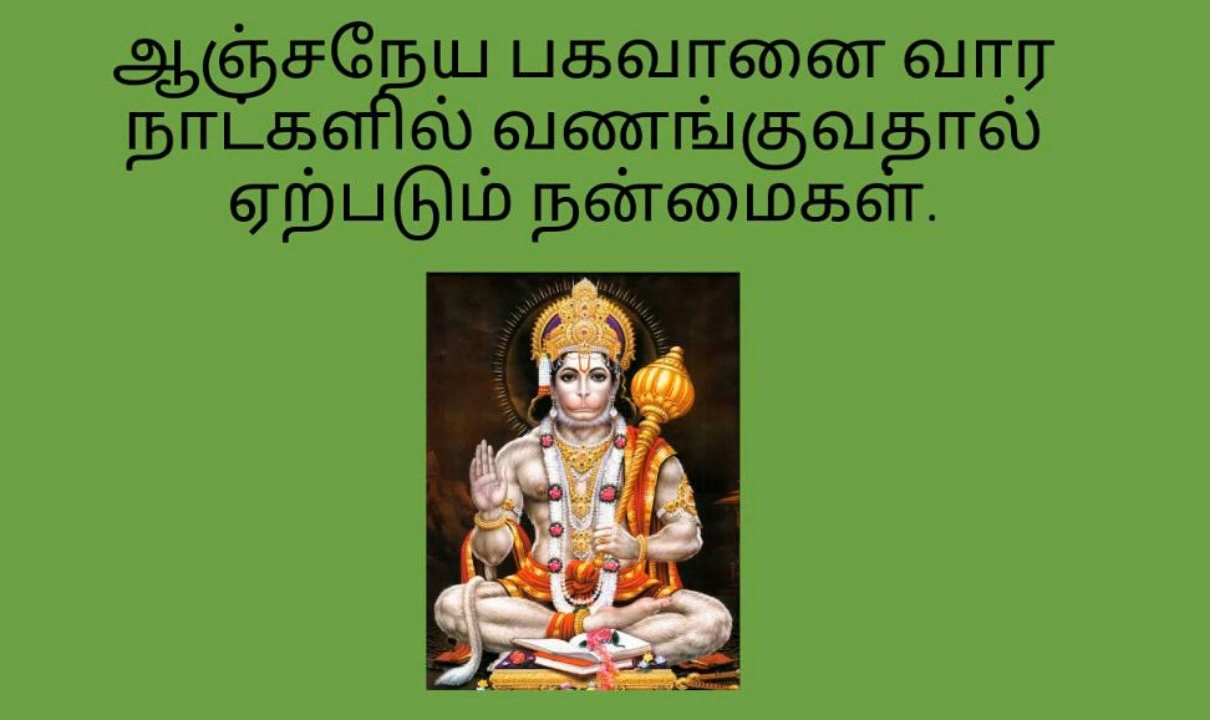 ஆஞ்சநேய பகவானை வார
நாட்களில் வணங்குவதால்
ஏற்படும் நன்மைகள்.